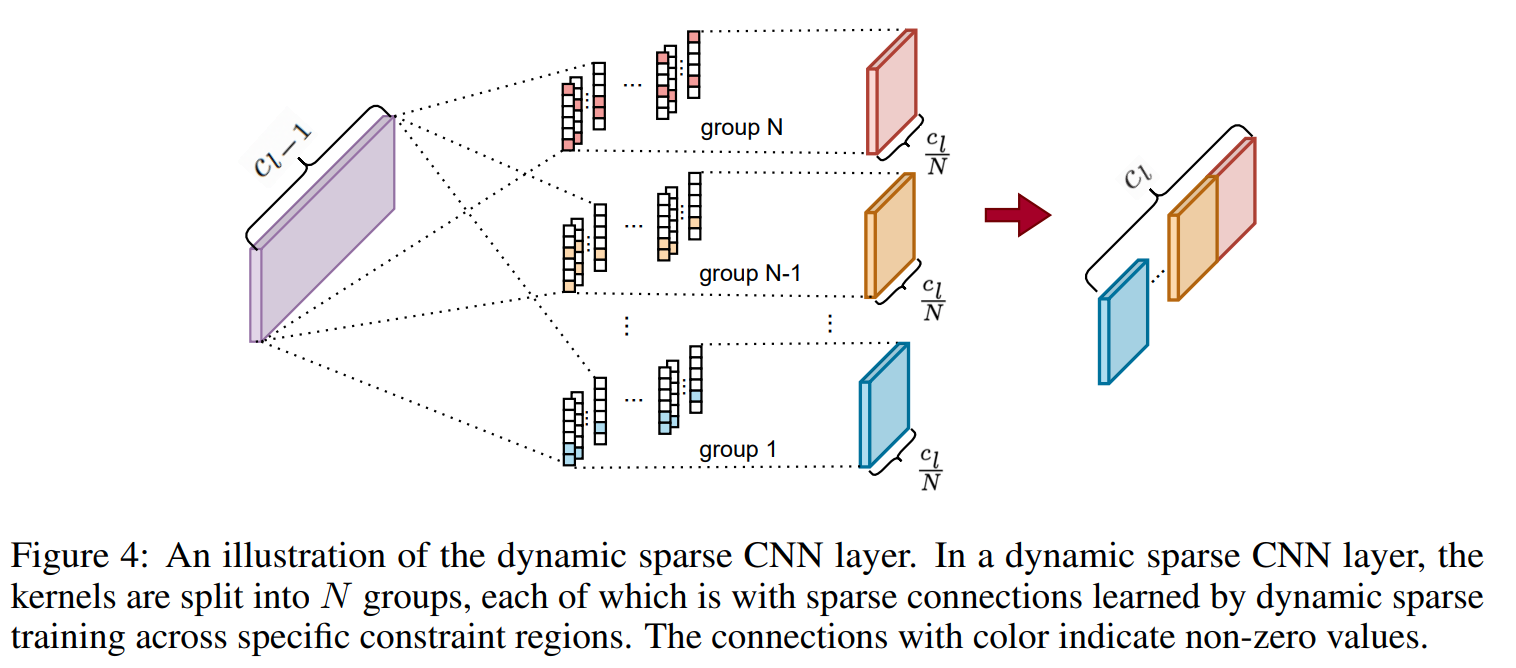 c_{l-1}
...
group N
\frac{c_l}{N}
...
group N-1
\frac{c_l}{N}
c_l
...
group 1
\frac{c_l}{N}
Figure 4: An illustration of the dynamic sparse CNN layer. In a dynamic sparse CNN layer, the
kernels are split into N groups, each of which is with sparse connections learned by dynamic sparse
training across specific constraint regions. The connections with color indicate non-zero values.